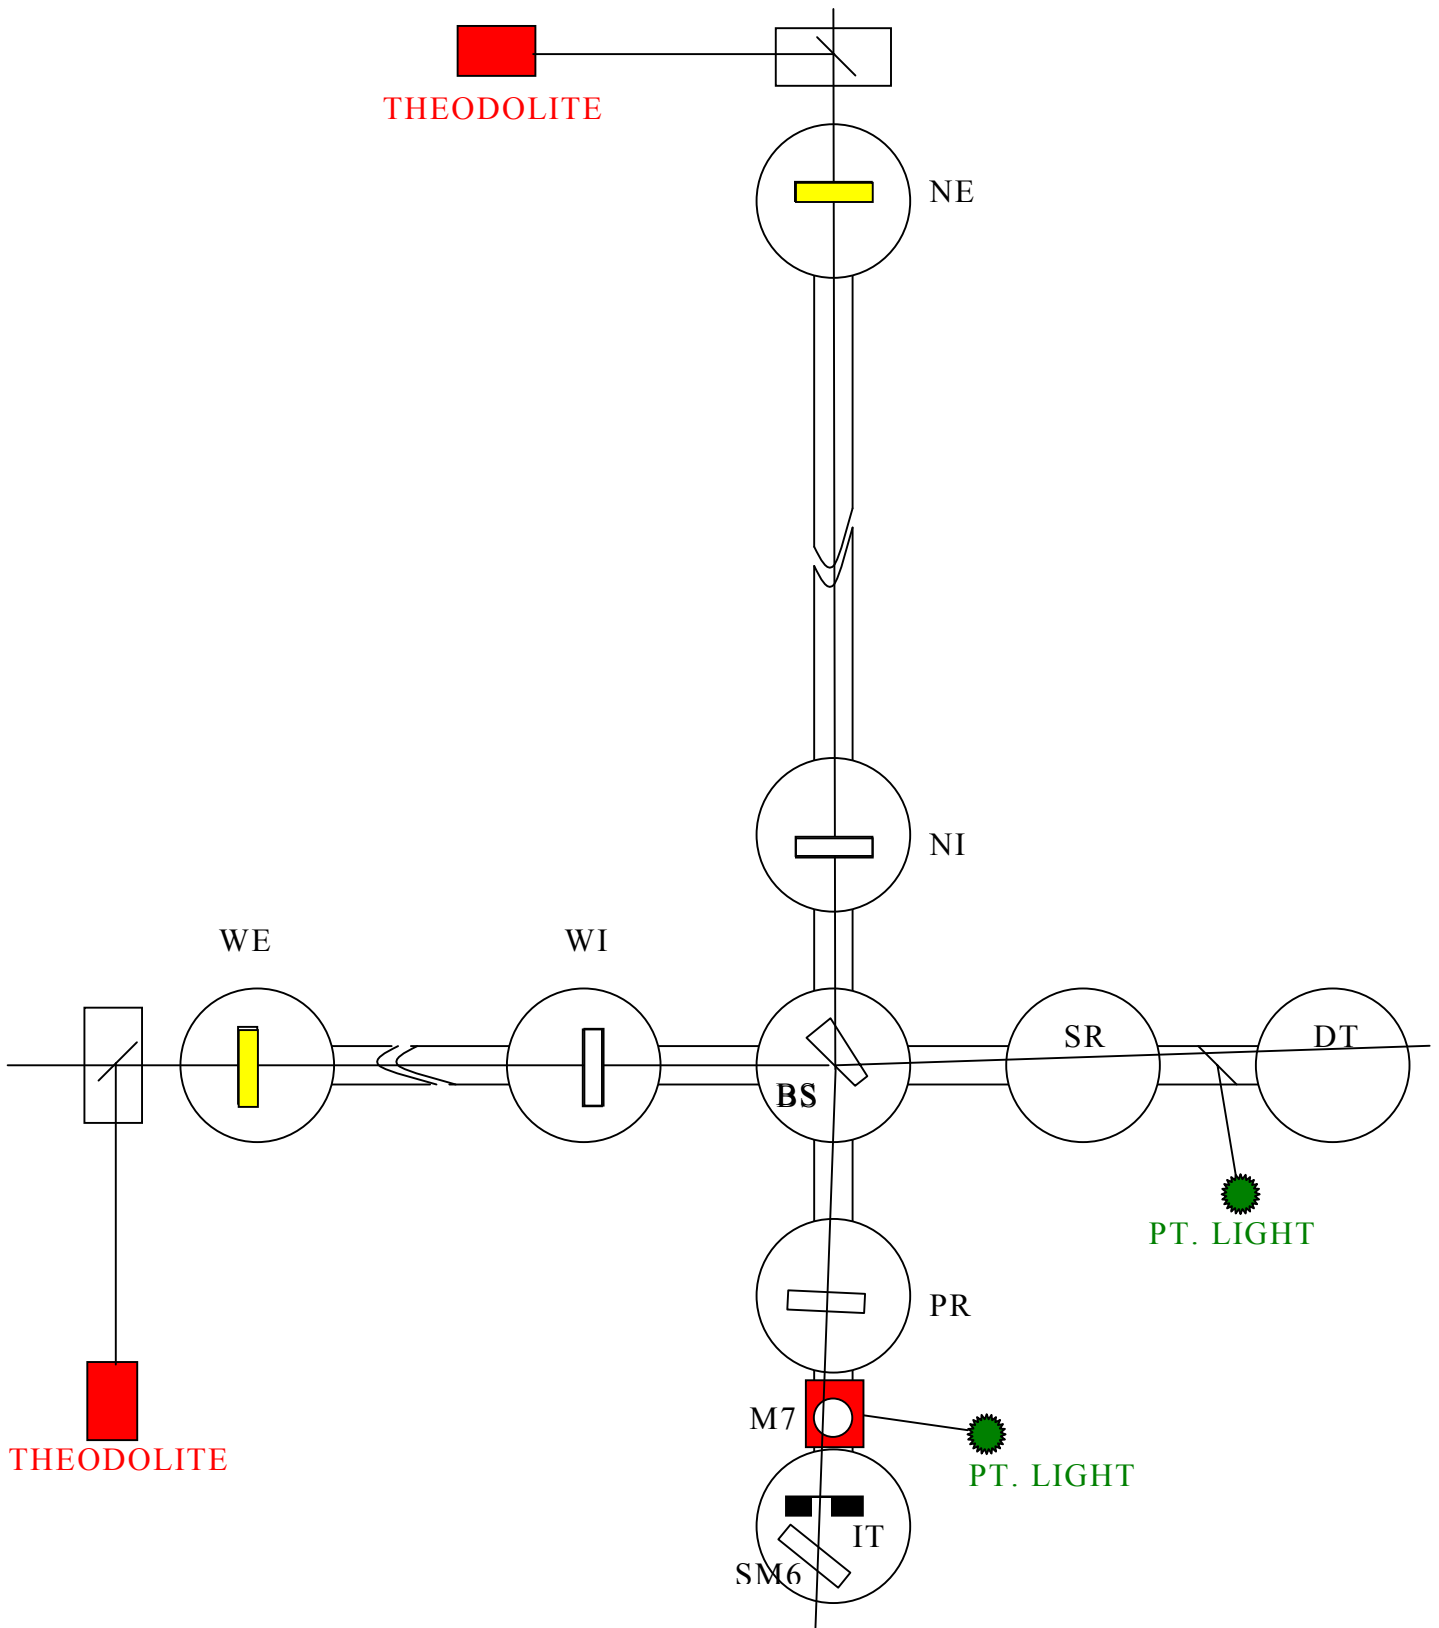 THEODOLITE
NE
NI
WE
WI
SR
DT
BS
PT. LIGHT
PR
M7
THEODOLITE
PT. LIGHT
IT
SM6